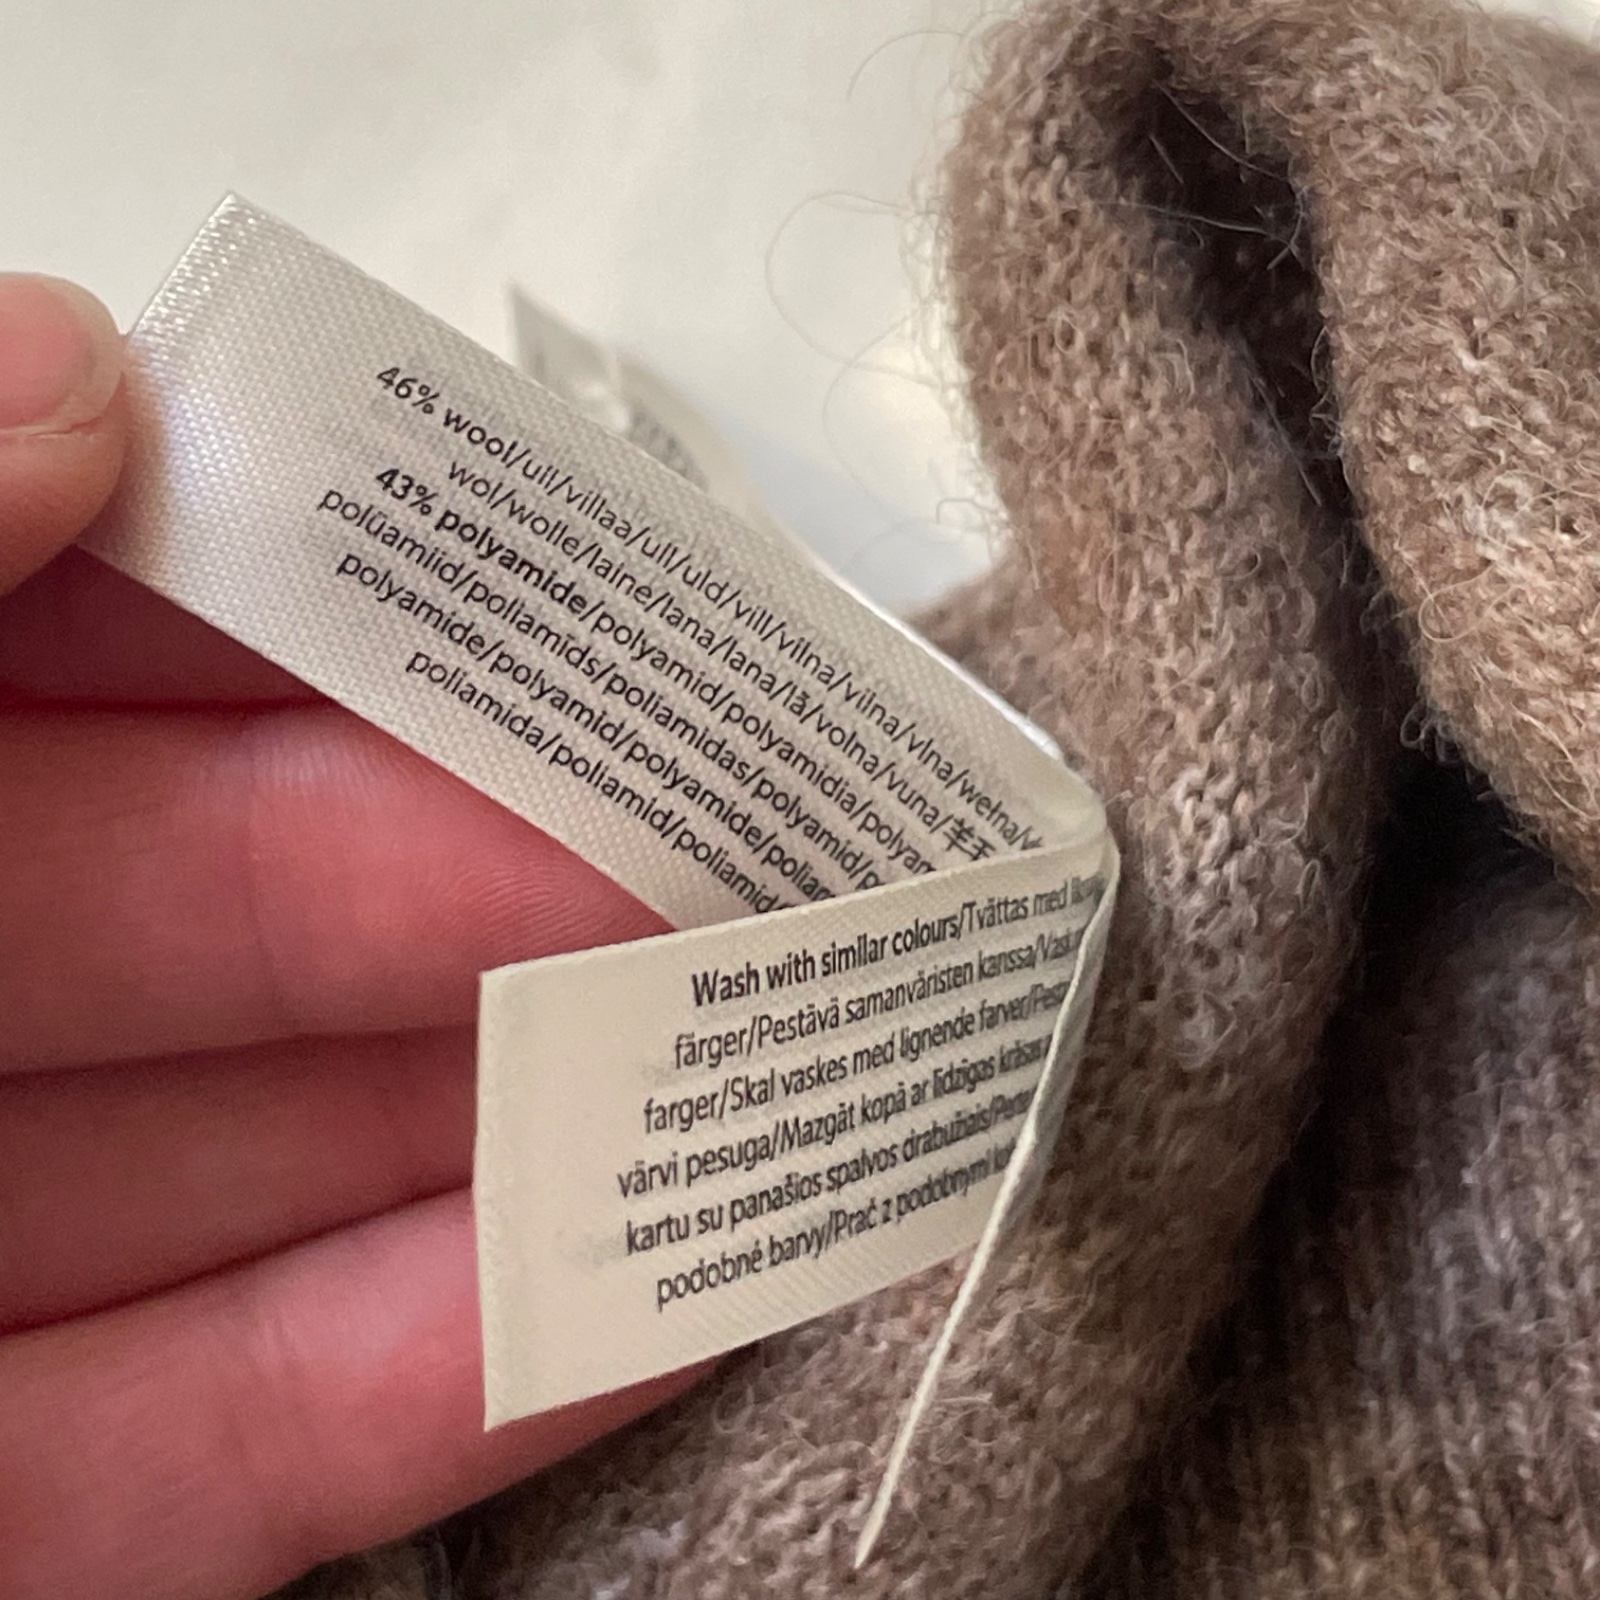 46% wool/ull/villaa/ull/uld/vill/vilna/vilna/vlna/wełna/
wol/wolle/laine/lana/lana/lã/volna/vuna/羊毛
43% polyamide/polyamid/polyamidia/polyam
polüamiid/poliamīds/poliamidas/polyamid/p
polyamide/polyamid/polyamide/poliam
poliamida/poliamid/poliamid/
Wash with similar colours/Tvättas med
färger/Pestävä samanväristen kanssa/Vask
farger/Skal vaskes med lignende farver/Pest
värvi pesuga/Mazgāt kopā ar līdzīgas krāsas
kartu su panašios spalvos drabužiais/
podobné barvy/Prać z podobnymi